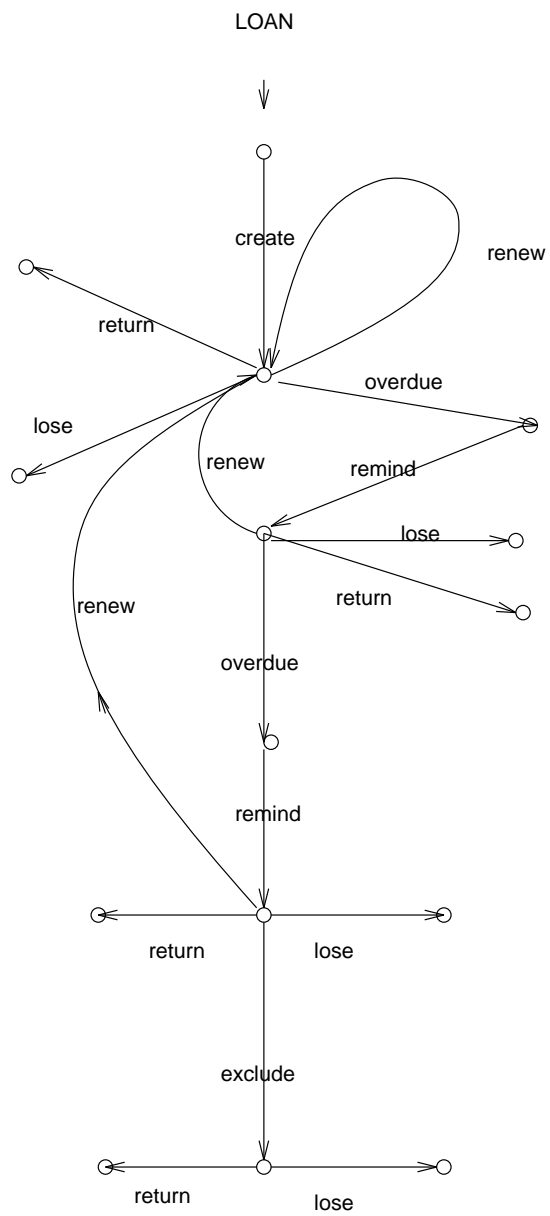 LOAN
create
renew
return
overdue
lose
renew
remind
lose
return
renew
overdue
remind
return
lose
exclude
return
lose